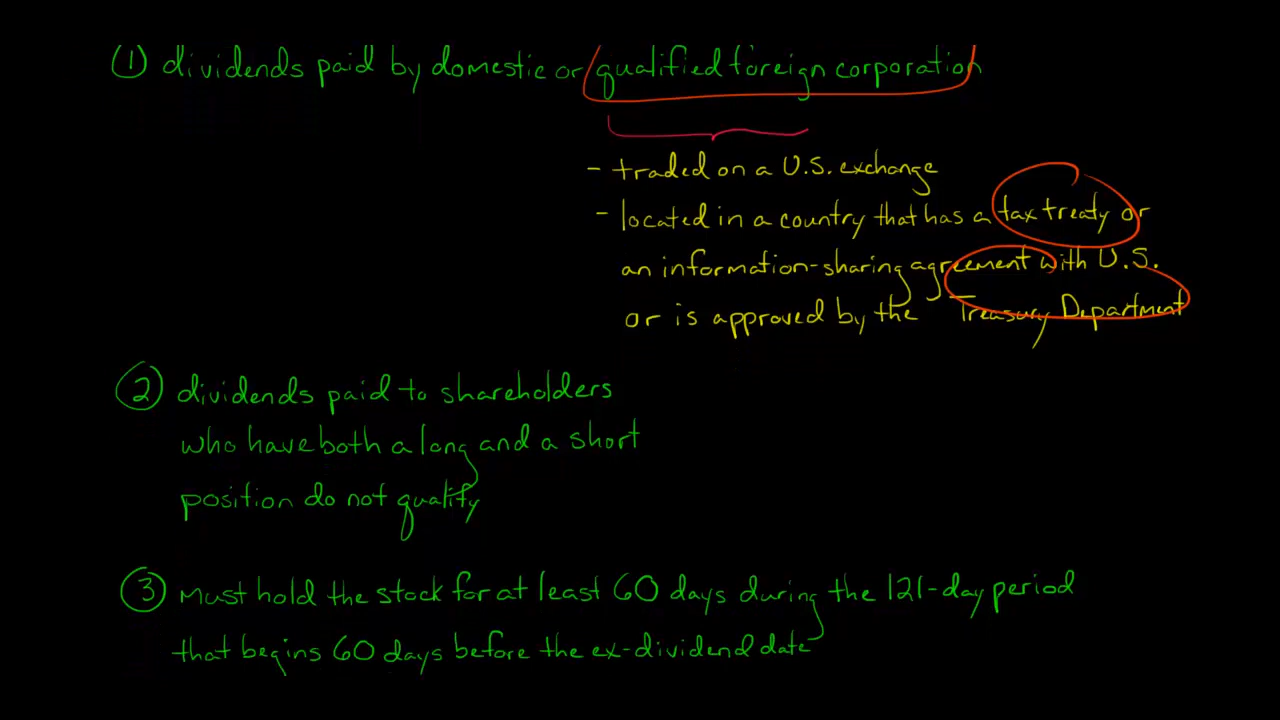 (1) dividends paid by domestic or qualified foreign corporation
- traded on a U.S. exchange
- located in a country that has a tax treaty or
an information-sharing agreement with U.S.
or is approved by the Treasury Department
(2) dividends paid to shareholders
who have both a long and a short
position do not qualify
(3) Must hold the stock for at least 60 days during the 121-day period
that begins 60 days before the ex-dividend date